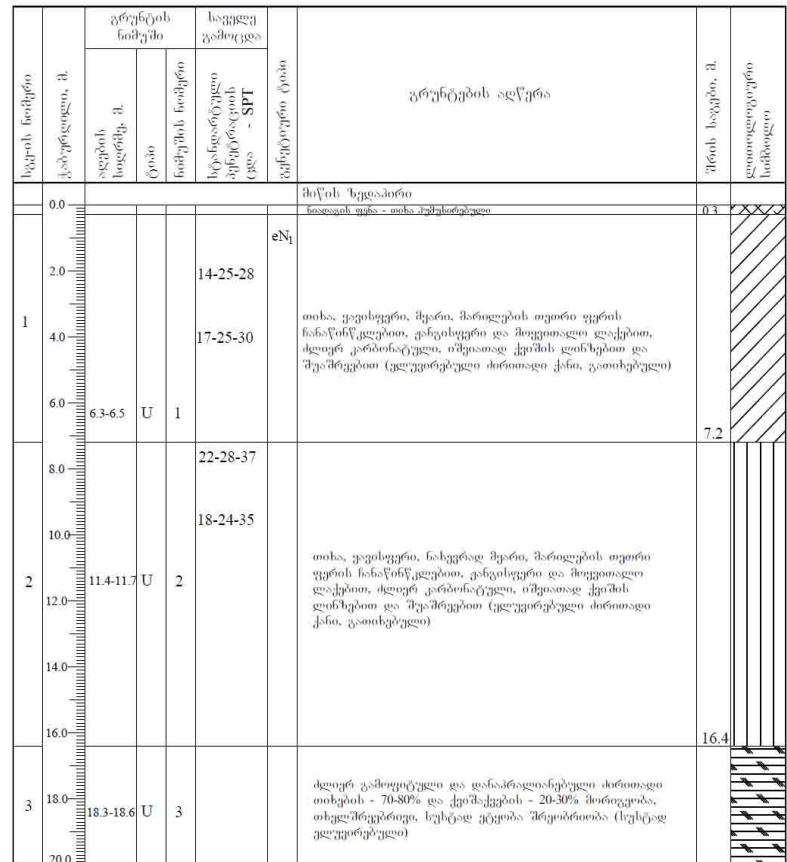 გრუნტის ნიმუში
საველე გამოცდა
სგე-ის ნომერი
ჭაბურღილი, მ.
აღების სიღრმე, მ.
ტიპი
ნიმუშის ნომერი
სტანდარტული პენეტრაციის ცდა - SPT
გენეტიური ტიპი
გრუნტების აღწერა
შრის საგები, მ.
ლითოლოგიური სიმბოლო
მიწის ზედაპირი
0.0
ნიადაგის ფენა - თიხა ჰუმუსირებული
0.3
eN1
2.0
14-25-28
1
4.0
17-25-30
თიხა, ყავისფერი, მყარი, მარილების თეთრი ფერის
ჩანაწინწკლებით, ჟანგისფერი და მოყვითალო ლაქებით,
ძლიერ კარბონატული, იშვიათად ქვიშის ლინზებით და
შუაშრეებით (ელუვირებული ძირითადი ქანი, გათიხებული)
6.0
6.3-6.5 U 1
7.2
8.0
22-28-37
10.0
18-24-35
2
11.4-11.7 U 2
12.0
თიხა, ყავისფერი, ნახევრად მყარი, მარილების თეთრი
ფერის ჩანაწინწკლებით, ჟანგისფერი და მოყვითალო
ლაქებით, ძლიერ კარბონატული, იშვიათად ქვიშის
ლინზებით და შუაშრეებით (ელუვირებული ძირითადი
ქანი, გათიხებული)
14.0
16.0
16.4
3
18.0
18.3-18.6 U 3
ძლიერ გამოფიტული და დანაპრალიანებული ძირითადი
თიხების - 70-80% და ქვიშაქვების - 20-30% მორიგეობა,
თხელშრეებრივი, სუსტად ეტყობა შრეობრიობა (სუსტად
ელუვირებული)
20.0